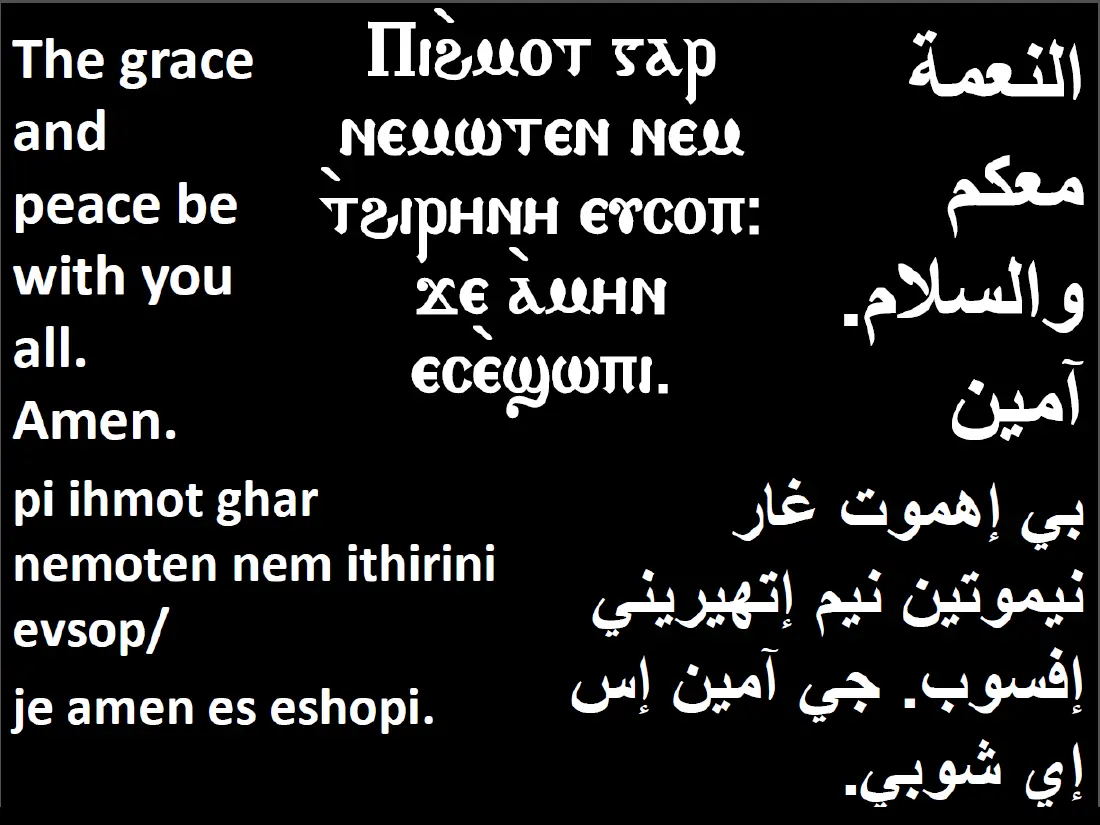 The grace
and
peace be
with you
all.
Amen.
pi ihmot ghar
nemoten nem ithirini
evsop/
je amen es eshopi.
Ⲡⲓϩ̀ⲙⲟⲧ ⲅⲁⲣ
ⲛⲉⲙⲱⲧⲉⲛ ⲛⲉⲙ
ⲧ̀ϩⲓⲣⲏⲛⲏ ⲉⲩⲥⲟⲡ:
ϫⲉ ⲁ̀ⲙⲏⲛ
ⲉⲥⲉ̀ϣⲱⲡⲓ.
النعمة
معكم
والسلام.
آمين
بي إهموت غار
نيموتين نيم إتهيريني
إفسوب. جي آمين إس
إي شوبي.